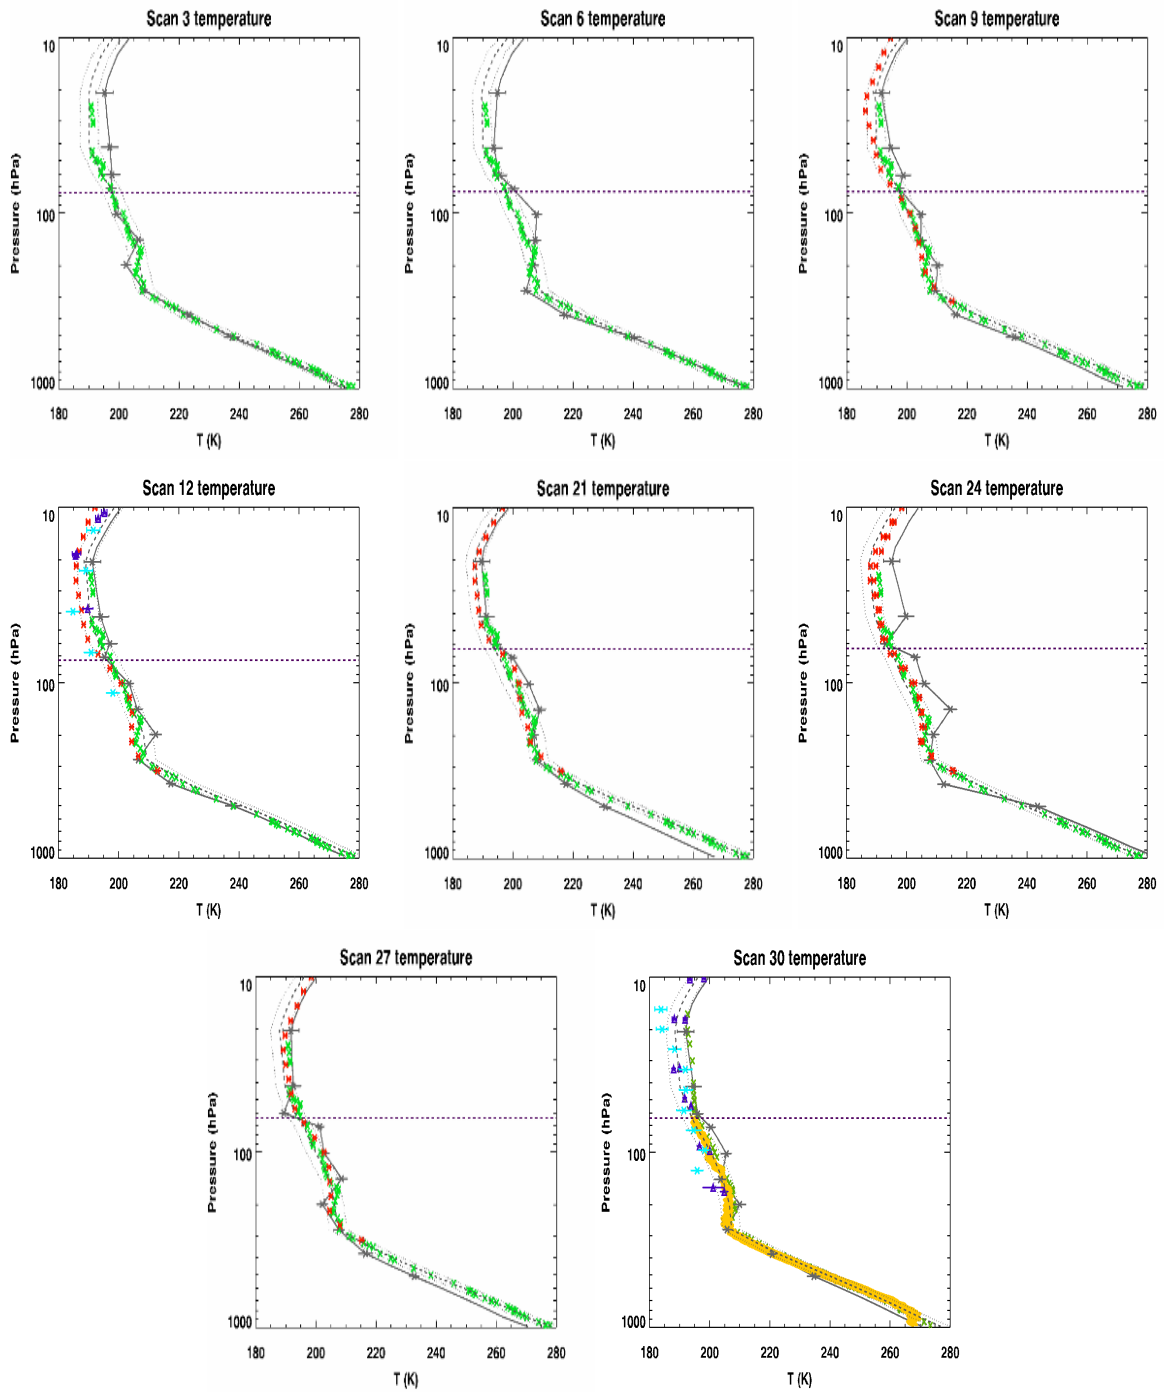 Scan 3 temperature
10
100
1000
Pressure (hPa)
180 200 220 240 260 280
T (K)
Scan 6 temperature
10
100
1000
Pressure (hPa)
180 200 220 240 260 280
T (K)
Scan 9 temperature
10
100
1000
Pressure (hPa)
180 200 220 240 260 280
T (K)
Scan 12 temperature
10
100
1000
Pressure (hPa)
180 200 220 240 260 280
T (K)
Scan 21 temperature
10
100
1000
Pressure (hPa)
180 200 220 240 260 280
T (K)
Scan 24 temperature
10
100
1000
Pressure (hPa)
180 200 220 240 260 280
T (K)
Scan 27 temperature
10
100
1000
Pressure (hPa)
180 200 220 240 260 280
T (K)
Scan 30 temperature
10
100
1000
Pressure (hPa)
180 200 220 240 260 280
T (K)